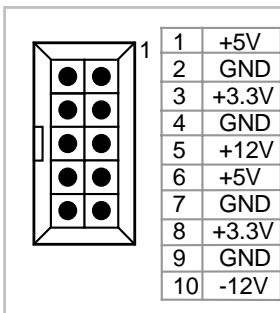 1
1 +5V
2 GND
3 +3.3V
4 GND
5 +12V
6 +5V
7 GND
8 +3.3V
9 GND
10 -12V